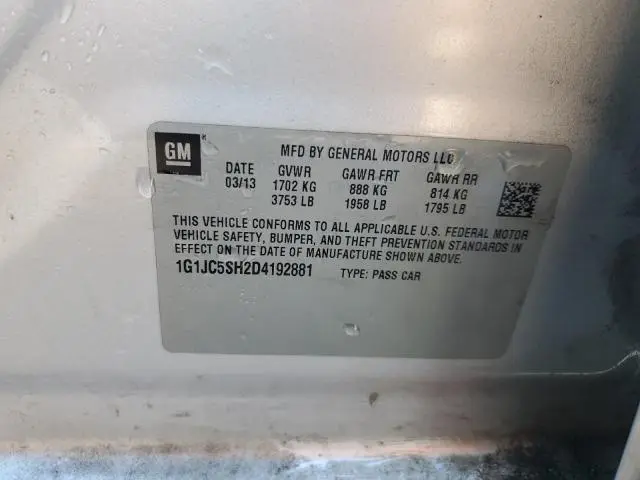 GM
MFD BY GENERAL MOTORS LLC
DATE GVWR GAWR FRT GAWR RR
03/13 1702 KG 888 KG 814 KG
3753 LB 1958 LB 1795 LB
THIS VEHICLE CONFORMS TO ALL APPLICABLE U.S. FEDERAL MOTOR
VEHICLE SAFETY, BUMPER, AND THEFT PREVENTION STANDARDS IN
EFFECT ON THE DATE OF MANUFACTURE SHOWN ABOVE.
1G1JC5SH2D4192881 TYPE: PASS CAR